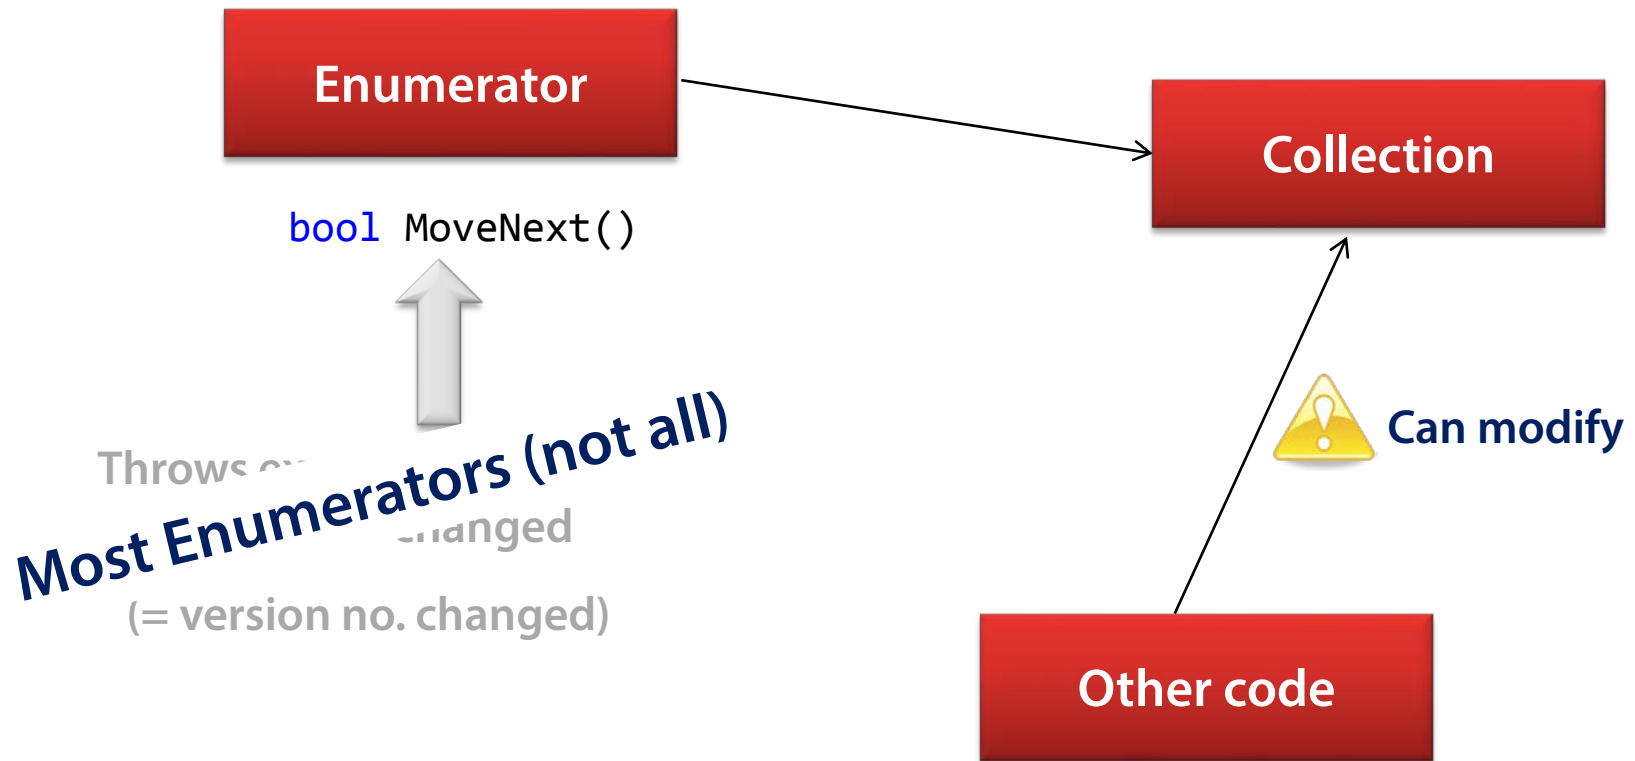 Enumerator
Collection
bool MoveNext()
Can modify
Most Enumerators (not all)
Throws
changed
(= version no. changed)
Other code